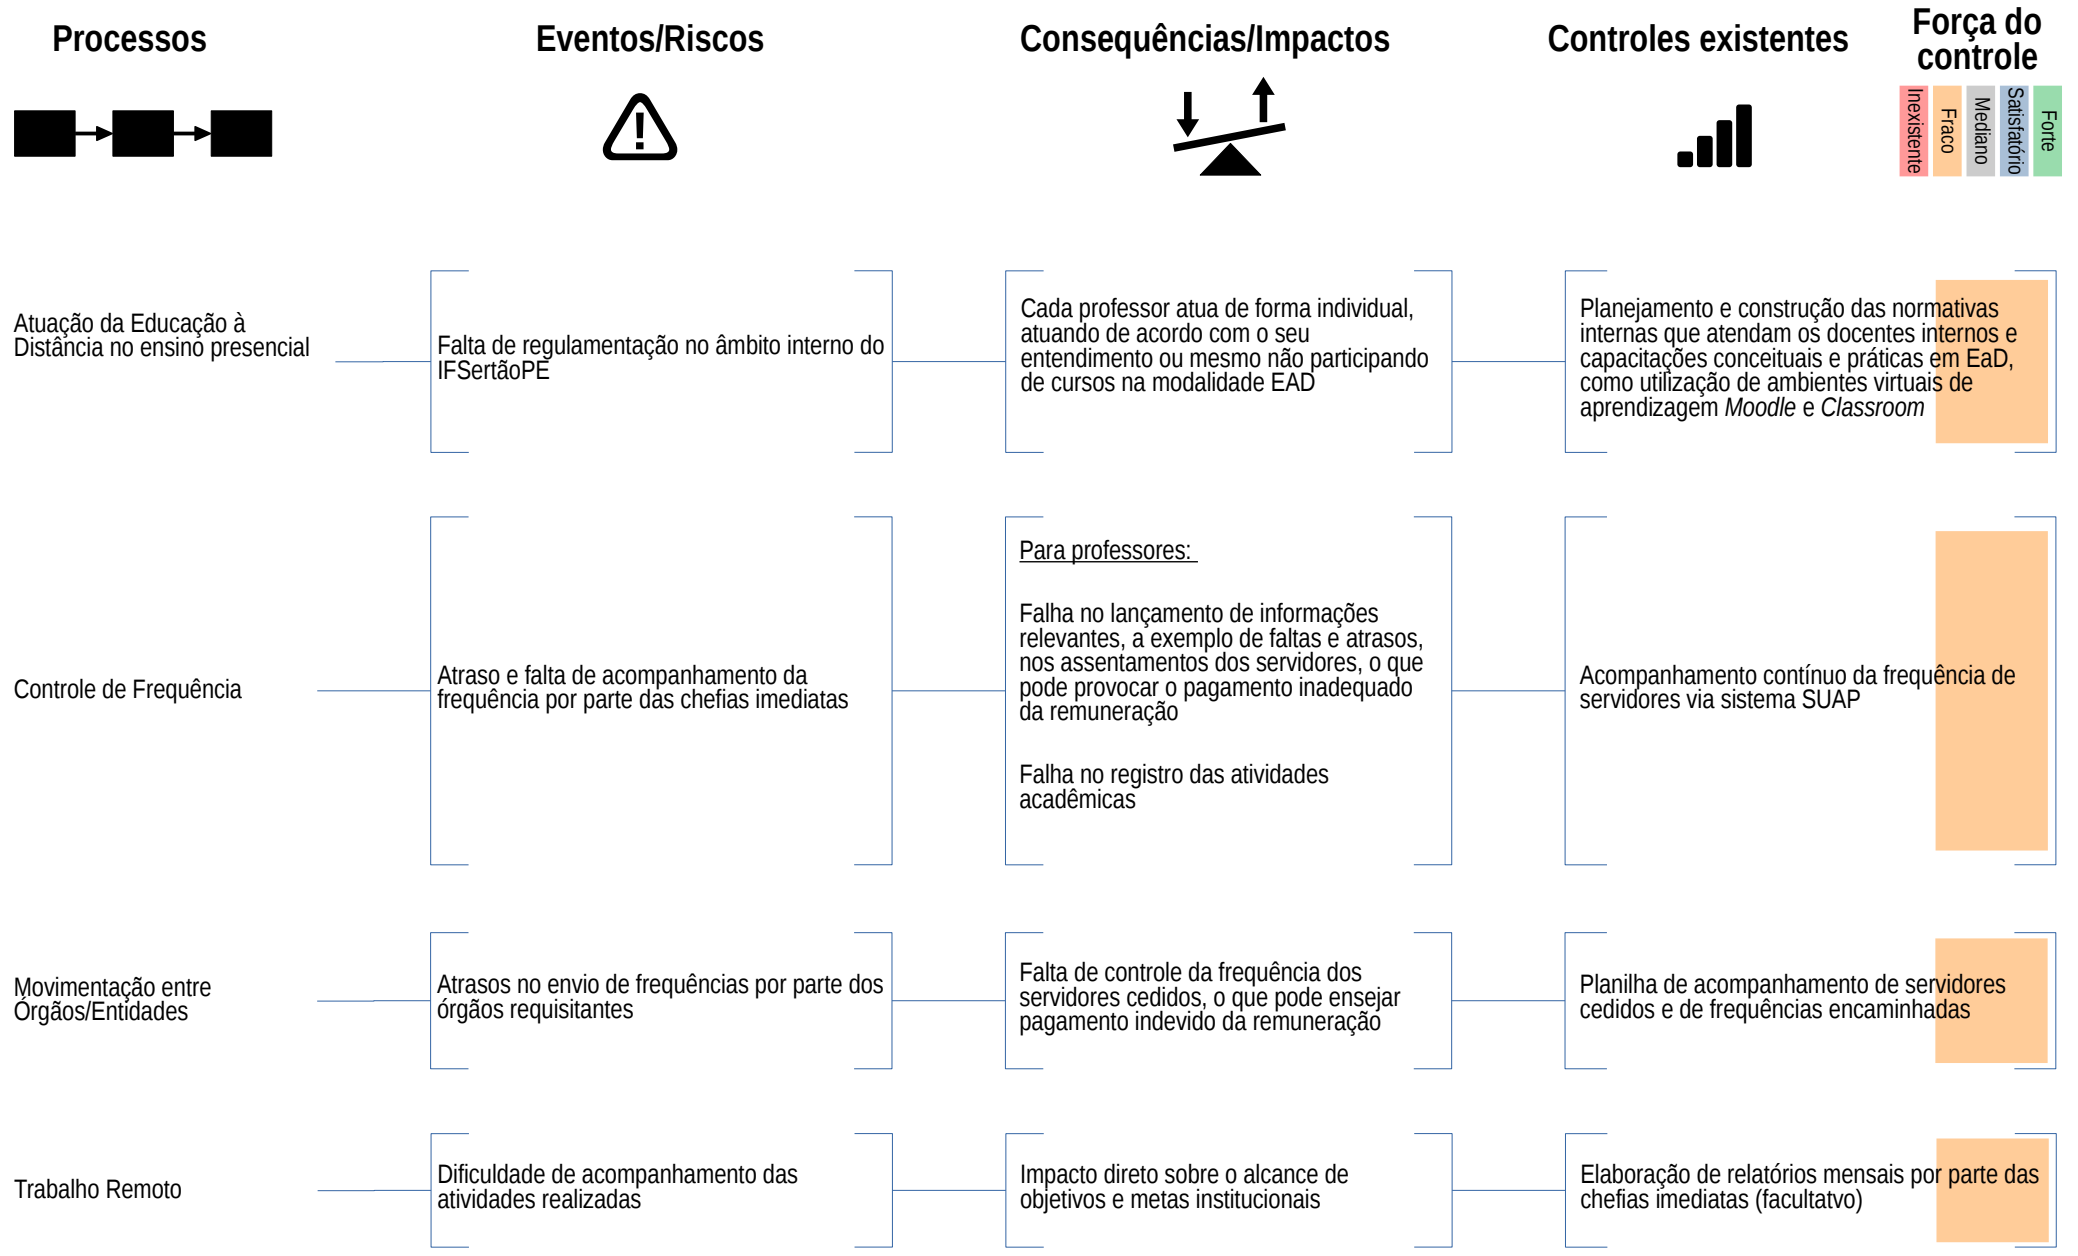 Processos
Eventos/Riscos
Consequências/Impactos
Controles existentes
Força do
controle
Inexistente
Fraco
Mediano
Satisfatório
Forte
!
Atuação da Educação à
Distância no ensino presencial
Falta de regulamentação no âmbito interno do
IFSertãoPE
Cada professor atua de forma individual,
atuando de acordo com o seu
entendimento ou mesmo não participando
de cursos na modalidade EAD
Planejamento e construção das normativas
internas que atendam os docentes internos e
capacitações conceituais e práticas em EaD,
como utilização de ambientes virtuais de
aprendizagem Moodle e Classroom
Controle de Frequência
Atraso e falta de acompanhamento da
frequência por parte das chefias imediatas
Para professores:
Falha no lançamento de informações
relevantes, a exemplo de faltas e atrasos,
nos assentamentos dos servidores, o que
pode provocar o pagamento inadequado
da remuneração
Falha no registro das atividades
acadêmicas
Acompanhamento contínuo da frequência de
servidores via sistema SUAP
Movimentação entre
Órgãos/Entidades
Atrasos no envio de frequências por parte dos
órgãos requisitantes
Falta de controle da frequência dos
servidores cedidos, o que pode ensejar
pagamento indevido da remuneração
Planilha de acompanhamento de servidores
cedidos e de frequências encaminhadas
Trabalho Remoto
Dificuldade de acompanhamento das
atividades realizadas
Impacto direto sobre o alcance de
objetivos e metas institucionais
Elaboração de relatórios mensais por parte das
chefias imediatas (facultatvo)